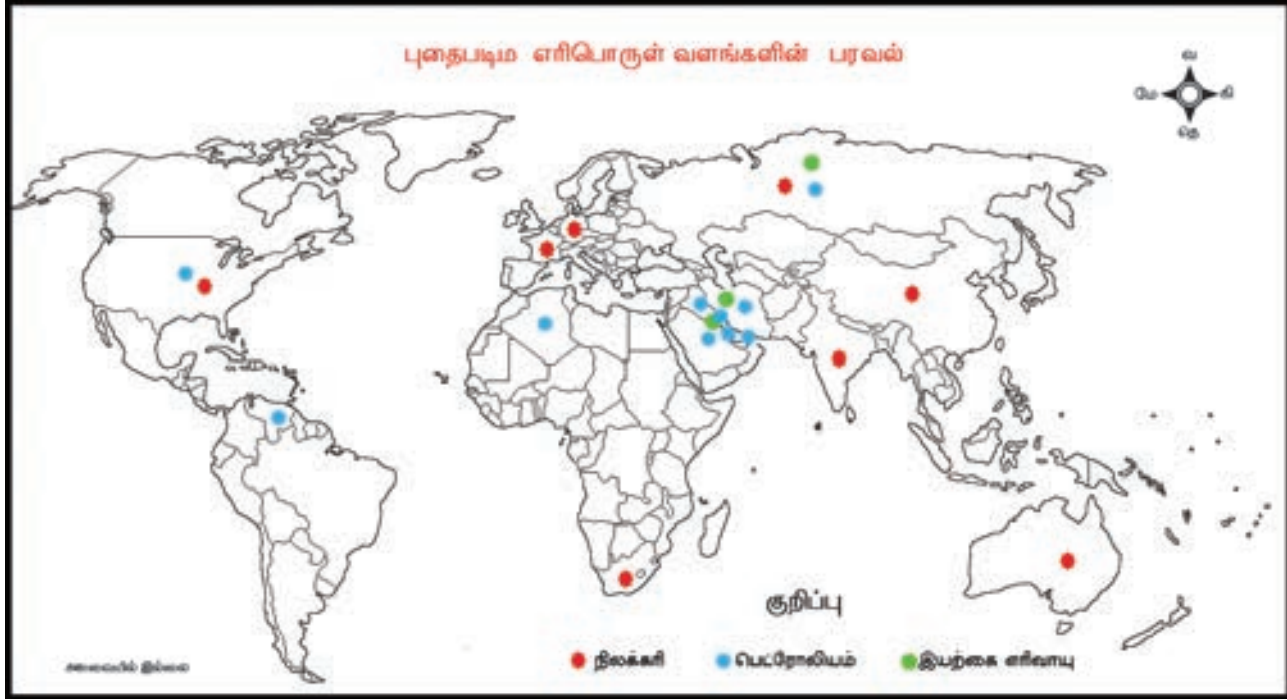 புதைபடிம எரிபொருள் வளங்களின் பரவல்
வ
மே கி
தெ
குறிப்பு
அளவையில் இல்லை
நிலக்கரி பெட்ரோலியம் இயற்கை எரிவாயு